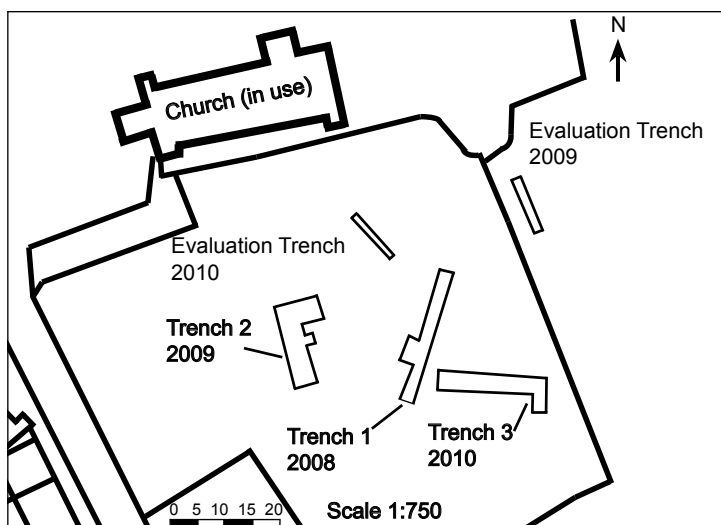 N
Church (in use)
Evaluation Trench
2009
Evaluation Trench
2010
Trench 2
2009
Trench 1
2008
Trench 3
2010
0 5 10 15 20
Scale 1:750